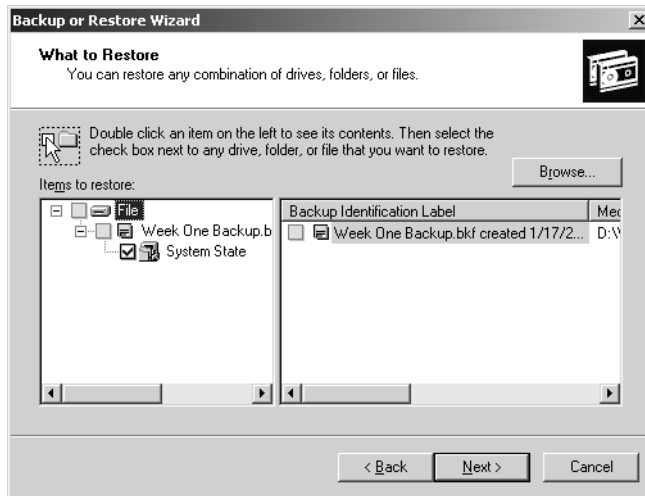 Backup or Restore Wizard
What to Restore
You can restore any combination of drives, folders, or files.
Double click an item on the left to see its contents. Then select the
check box next to any drive, folder, or file that you want to restore.
Browse...
Items to restore:
File
Week One Backup.b
System State
Backup Identification Label
Med
Week One Backup.bkf created 1/17/2...
D:\
< Back
Next >
Cancel